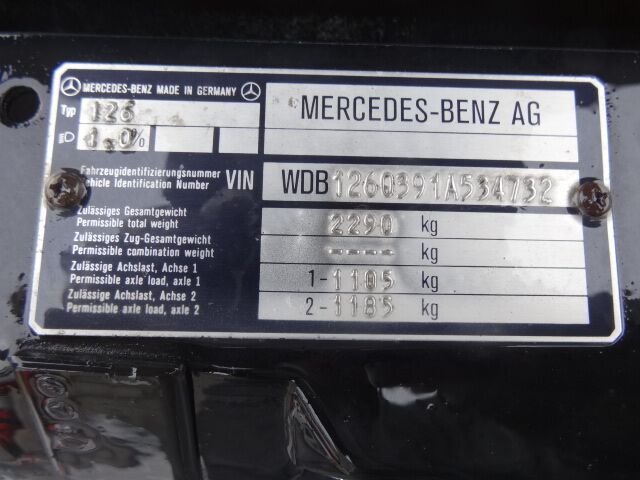 MERCEDES-BENZ MADE IN GERMANY
MERCEDES-BENZ AG
Typ 126
1.0%
Fahrzeugidentifizierungsnummer
Vehicle Identification Number VIN WDB1260391A534732
Zulässiges Gesamtgewicht
Permissible total weight 2290 kg
Zulässiges Zug-Gesamtgewicht
Permissible combination weight ---- kg
Zulässige Achslast, Achse 1
Permissible axle load, axle 1 1-1105 kg
Zulässige Achslast, Achse 2
Permissible axle load, axle 2 2-1185 kg